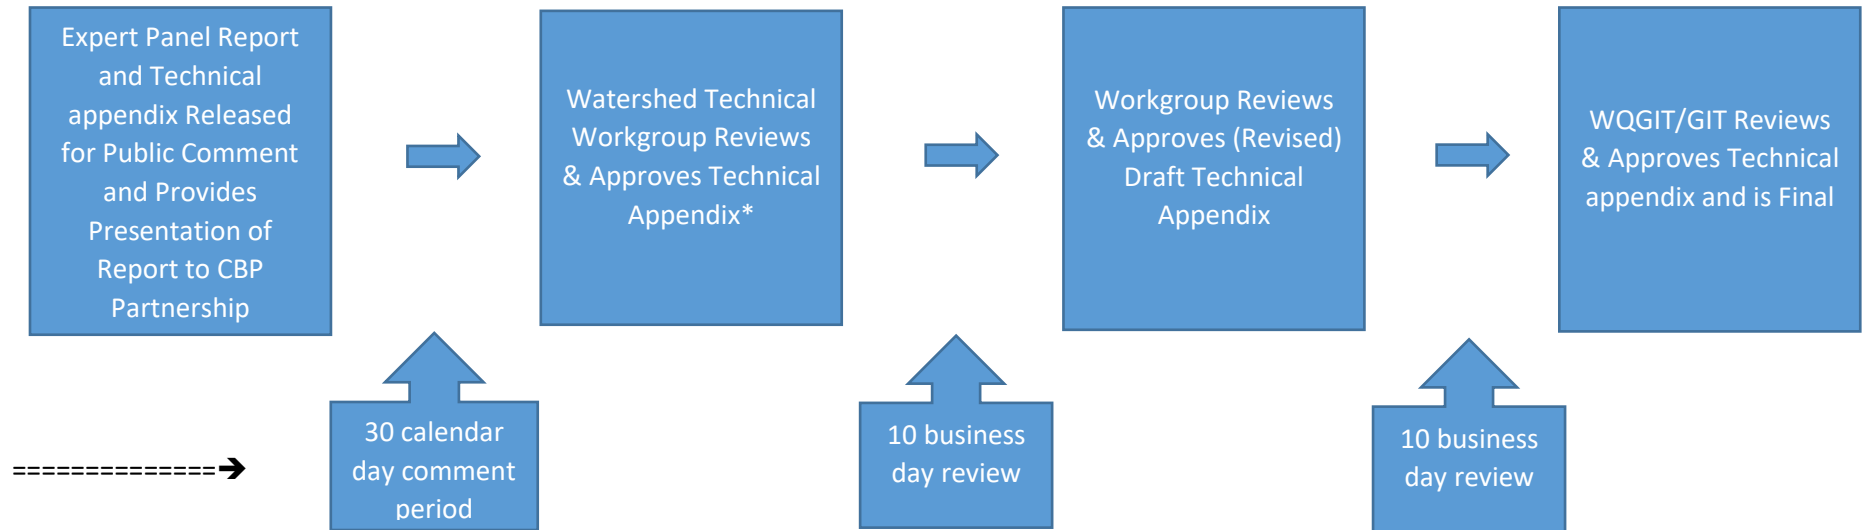 Expert Panel Report
and Technical
appendix Released
for Public Comment
and Provides
Presentation of
Report to CBP
Partnership
Watershed Technical
Workgroup Reviews
& Approves Technical
Appendix*
Workgroup Reviews
& Approves (Revised)
Draft Technical
Appendix
WQGIT/GIT Reviews
& Approves Technical
appendix and is Final
30 calendar
day comment
period
10 business
day review
10 business
day review
==============➔